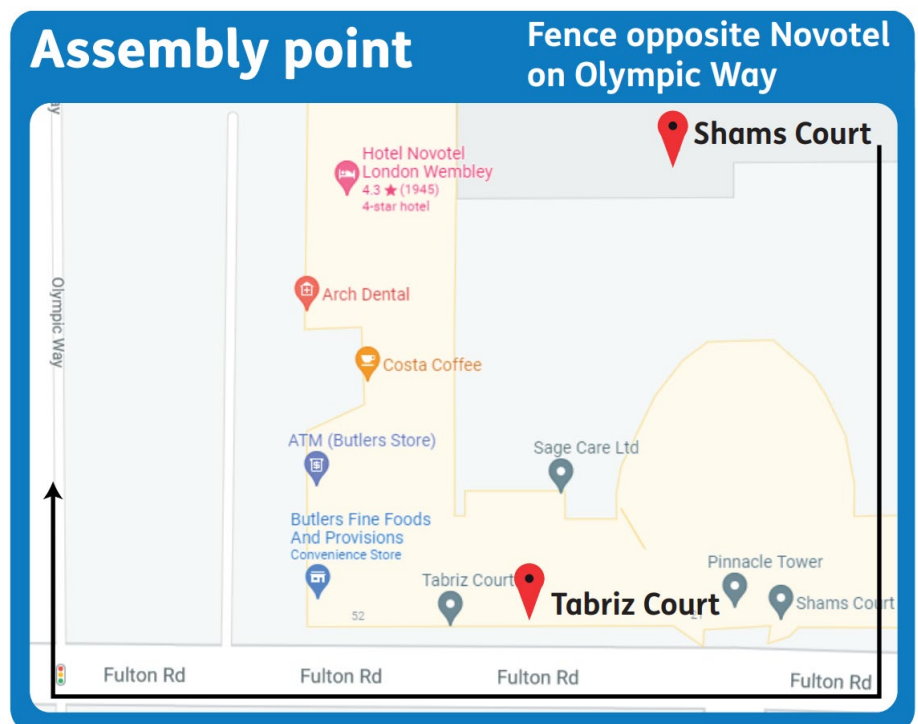 Assembly point
Fence opposite Novotel
on Olympic Way
Shams Court
Hotel Novotel
London Wembley
4.3 ★ (1945)
4-star hotel
Arch Dental
Olympic Way
Costa Coffee
ATM (Butlers Store)
Sage Care Ltd
Butlers Fine Foods
And Provisions
Convenience Store
Pinnacle Tower
Tabriz Court
Tabriz Court
Shams Court
52
Fulton Rd
Fulton Rd
Fulton Rd
Fulton Rd